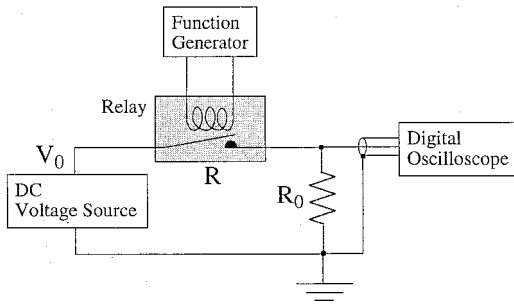 Function
Generator
Relay
V₀
R
R₀
DC
Voltage Source
Digital
Oscilloscope